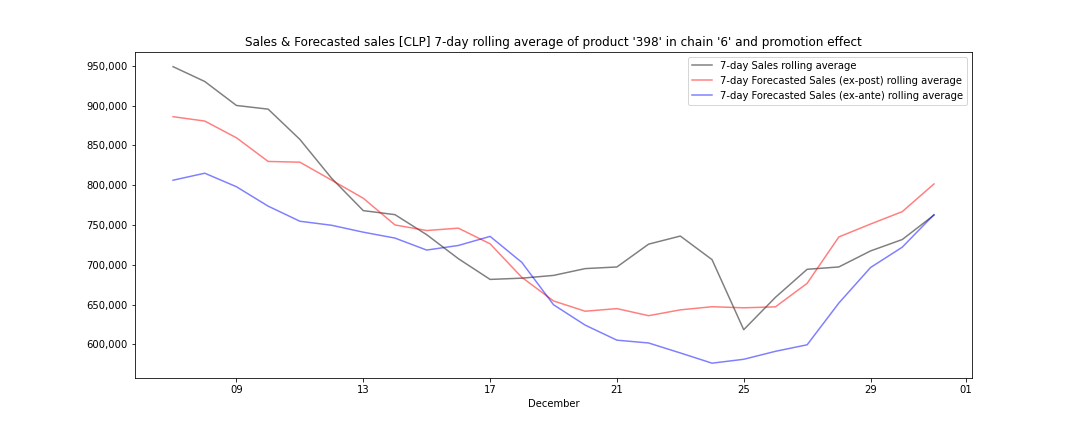 Sales & Forecasted sales [CLP] 7-day rolling average of product '398' in chain '6' and promotion effect
7-day Sales rolling average
7-day Forecasted Sales (ex-post) rolling average
7-day Forecasted Sales (ex-ante) rolling average
950,000
900,000
850,000
800,000
750,000
700,000
650,000
600,000
09 13 17 21 25 29 01
December